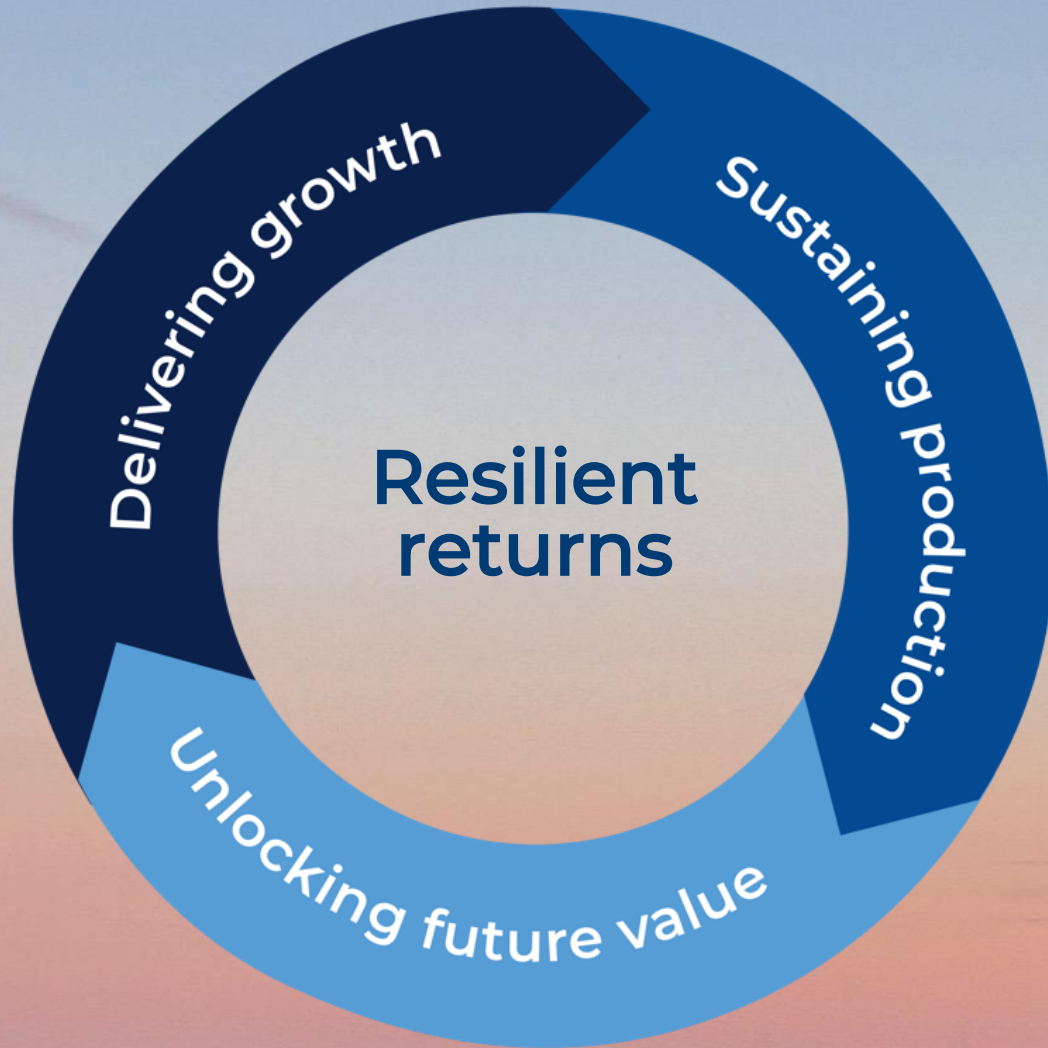 Delivering growth
Sustaining production
Resilient
returns
Unlocking future value